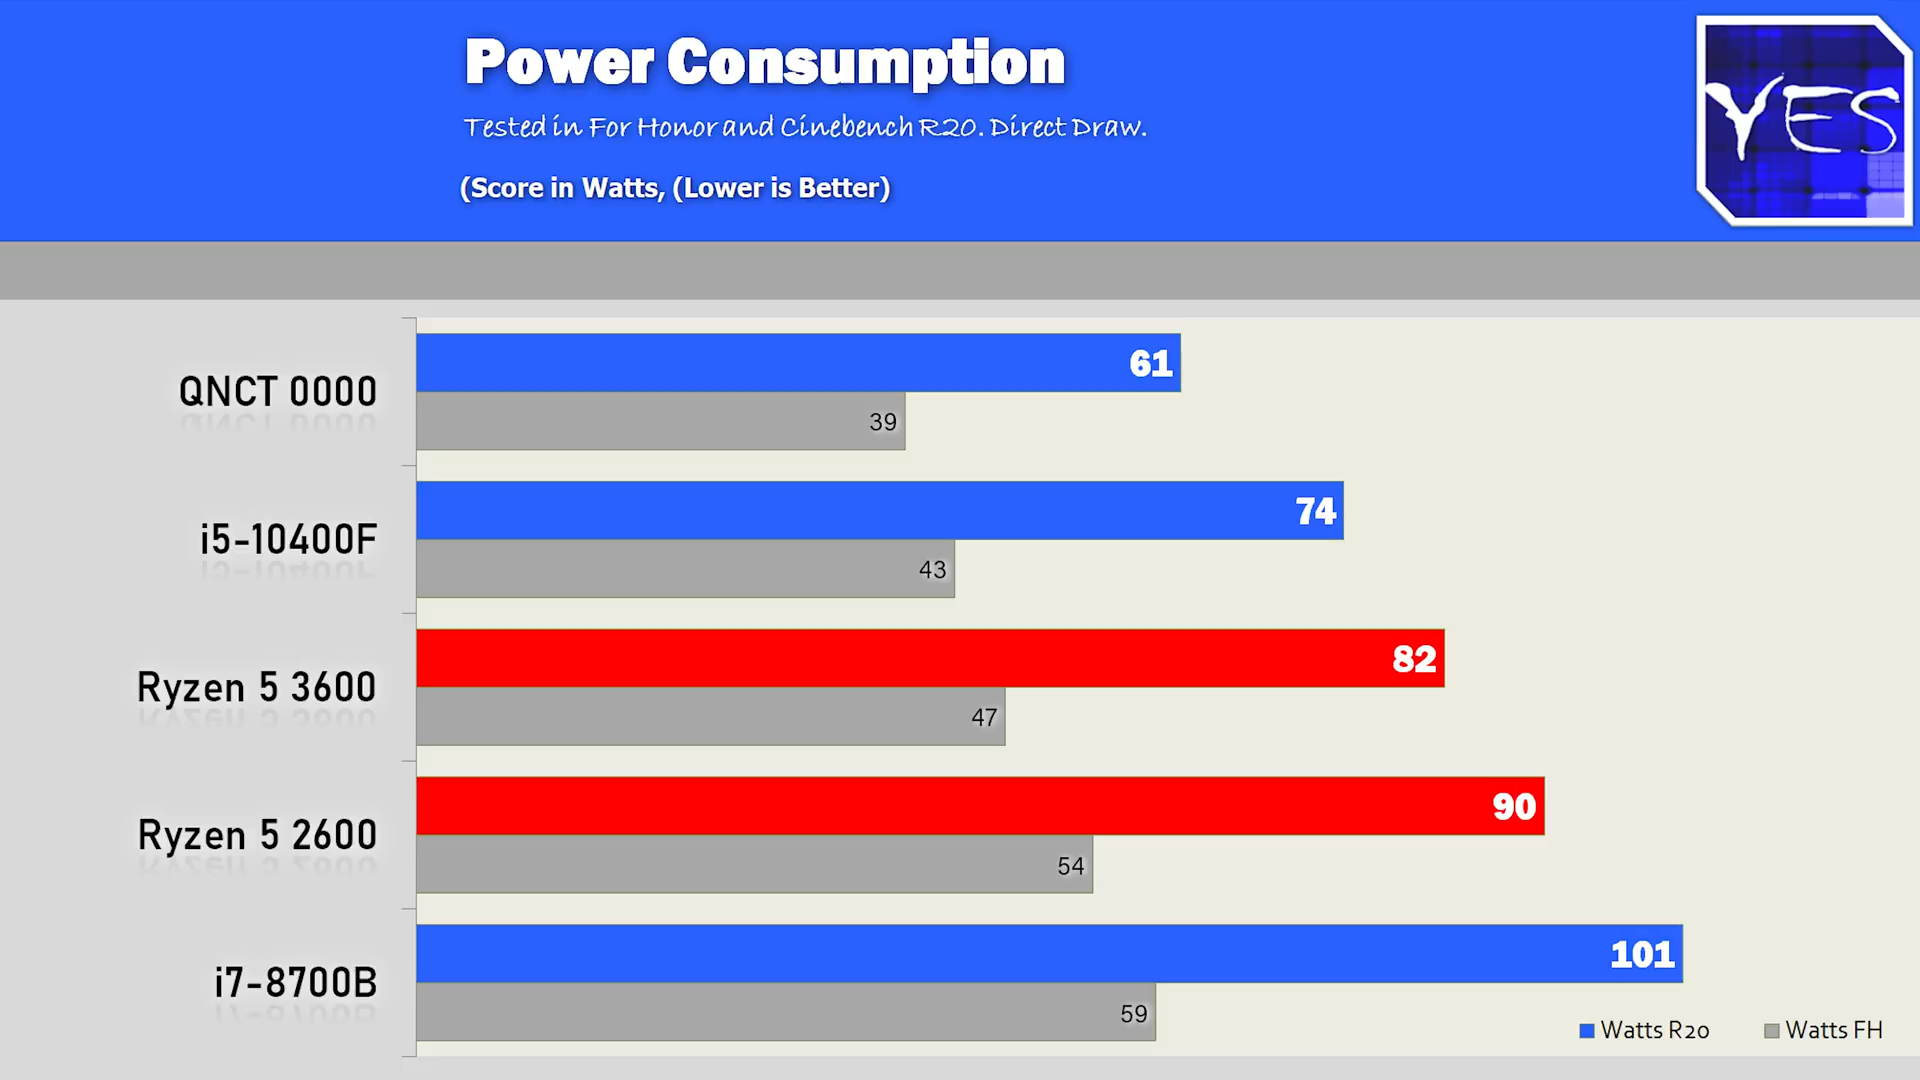 Power Consumption
Tested in For Honor and Cinebench R20. Direct Draw.
(Score in Watts, (Lower is Better)
YES
QNCT 0000
61
39
i5-10400F
74
43
Ryzen 5 3600
82
47
Ryzen 5 2600
90
54
i7-8700B
101
59
Watts R20 Watts FH